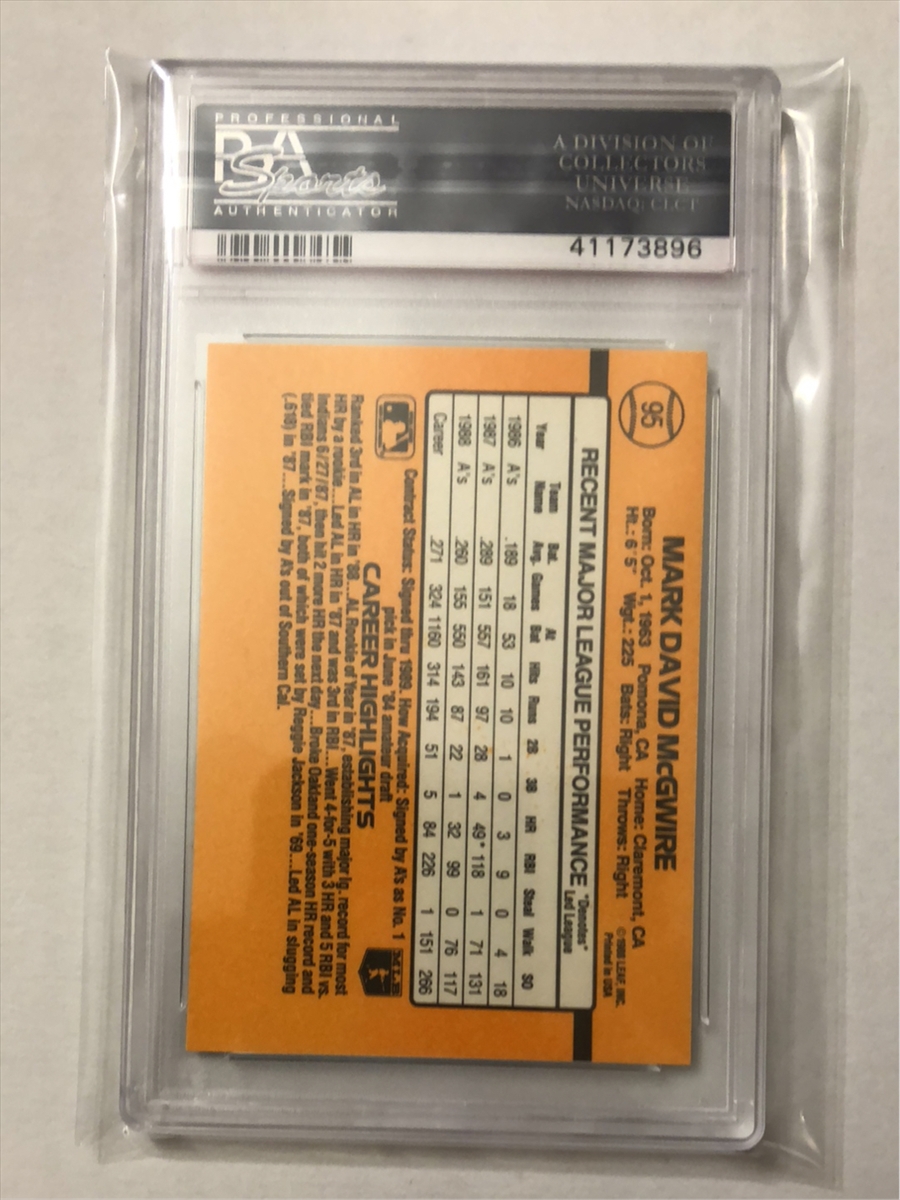 PROFESSIONAL
PSA
Sports
AUTHENTICATOR
A DIVISION OF
COLLECTORS
UNIVERSE
NASDAQ: CLCT
41173896
95
MARK DAVID McGWIRE
Born: Oct. 1, 1963 Pomona, CA Home: Claremont, CA
Ht.: 6'5" Wgt.: 225 Bats: Right Throws: Right
© 1988 LEAF, INC.
Printed in USA
RECENT MAJOR LEAGUE PERFORMANCE
"Denotes"
Led League
Year Team Name Bat. Avg. Games At Bat Hits Runs 2B 3B HR RBI Steal Walk SO
1986 A's .189 18 53 10 10 1 0 3 9 0 4 18
1987 A's .289 151 557 161 97 28 4 49* 118 1 71 131
1988 A's .260 155 550 143 87 22 1 32 99 0 76 117
Career .271 324 1160 314 194 51 5 84 226 1 151 266
Contract Status: Signed thru 1989. How Acquired: Signed by A's as No. 1
pick in June '84 amateur draft
MLB
CAREER HIGHLIGHTS
Ranked 3rd in AL in HR in '88...AL Rookie of Year in '87, establishing major lg. record for most
HR by a rookie...Led AL in HR in '87 and was 3rd in RBI...Went 4-for-5 with 3 HR and 5 RBI vs.
Indians 6/27/87, then hit 2 more HR the next day...Broke Oakland one-season HR record and
tied RBI mark in '87, both of which were set by Reggie Jackson in '69...Led AL in slugging
(.618) in '87...Signed by A's out of Southern Cal.